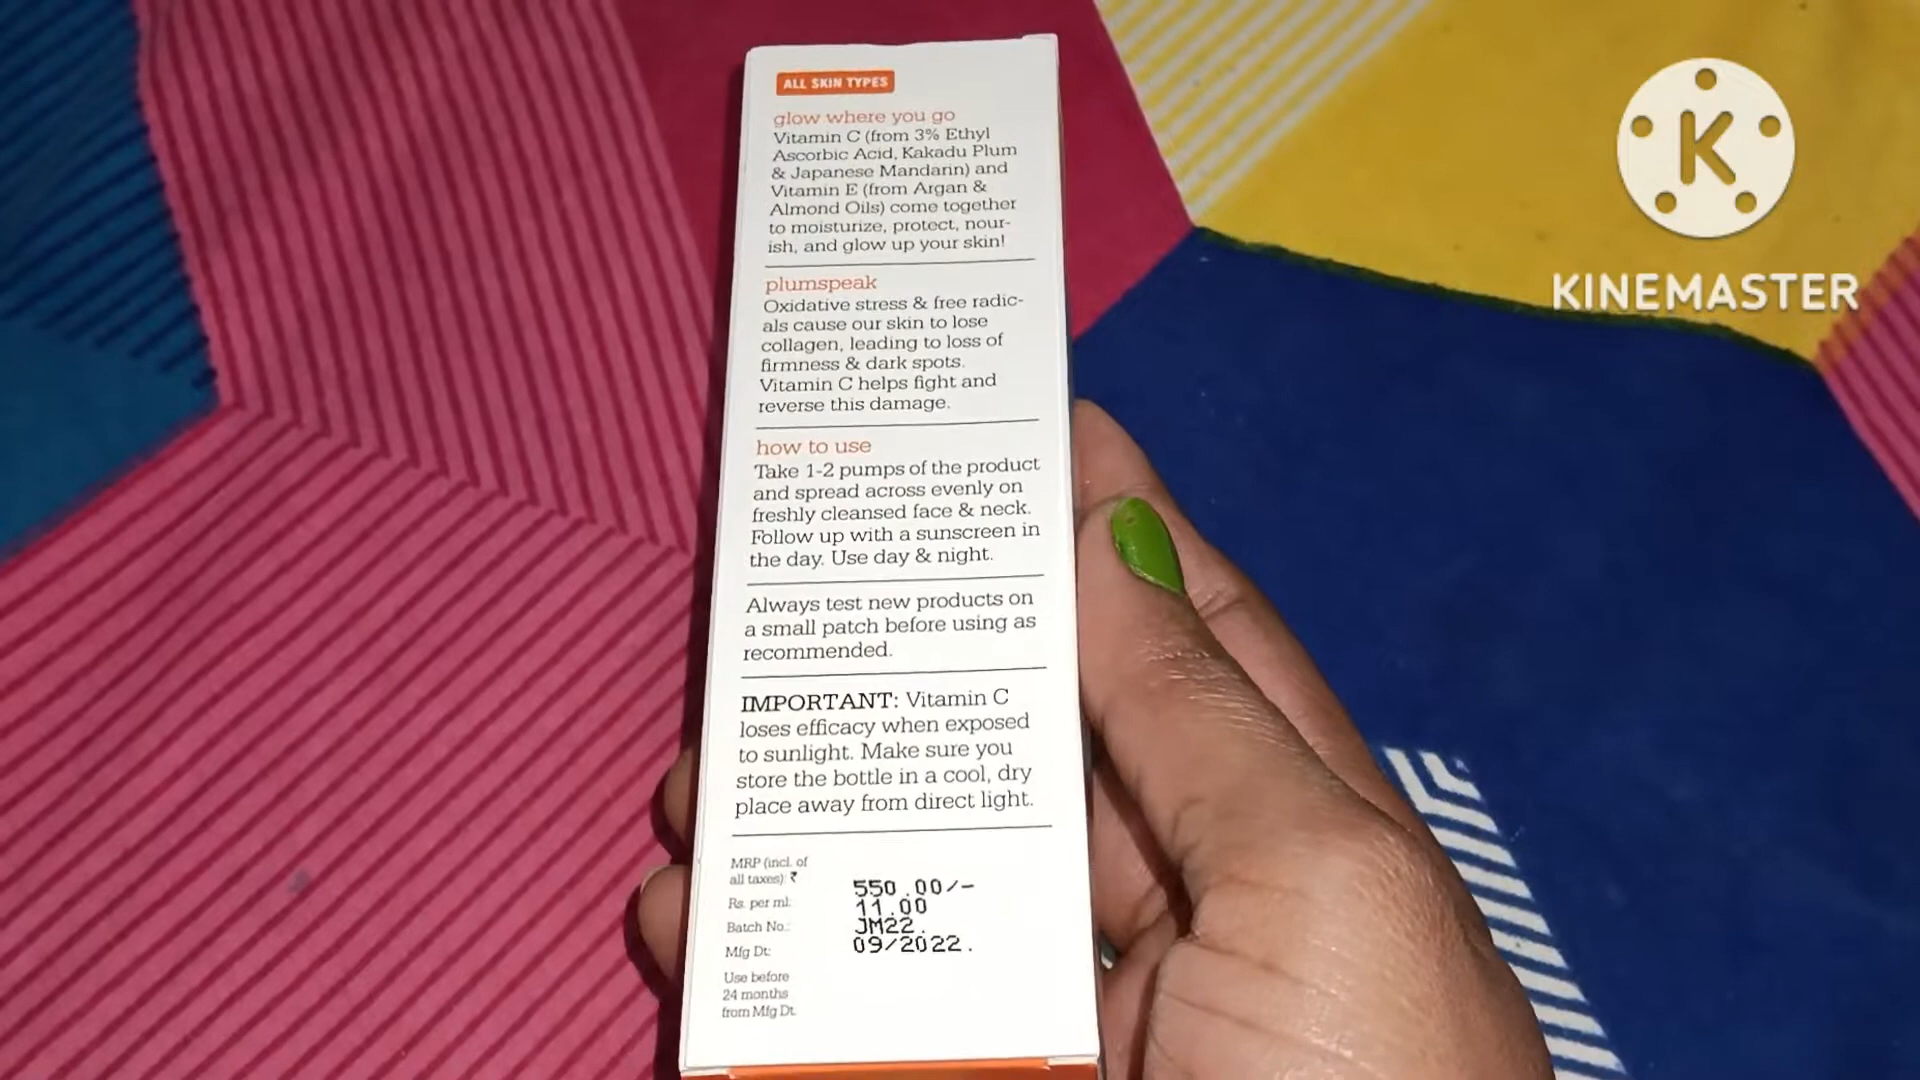 ALL SKIN TYPES
glow where you go
Vitamin C (from 3% Ethyl
Ascorbic Acid, Kakadu Plum
& Japanese Mandarin) and
Vitamin E (from Argan &
Almond Oils) come together
to moisturize, protect, nour-
ish, and glow up your skin!
plumspeak
Oxidative stress & free radic-
als cause our skin to lose
collagen, leading to loss of
firmness & dark spots.
Vitamin C helps fight and
reverse this damage.
how to use
Take 1-2 pumps of the product
and spread across evenly on
freshly cleansed face & neck.
Follow up with a sunscreen in
the day. Use day & night.
Always test new products on
a small patch before using as
recommended.
IMPORTANT: Vitamin C
loses efficacy when exposed
to sunlight. Make sure you
store the bottle in a cool, dry
place away from direct light.
MRP (incl. of
all taxes): ₹ 550.00/-
Rs. per ml: 11.00
Batch No.: JM22.
Mfg Dt: 09/2022.
Use before
24 months
from Mfg Dt.
K
KINEMASTER